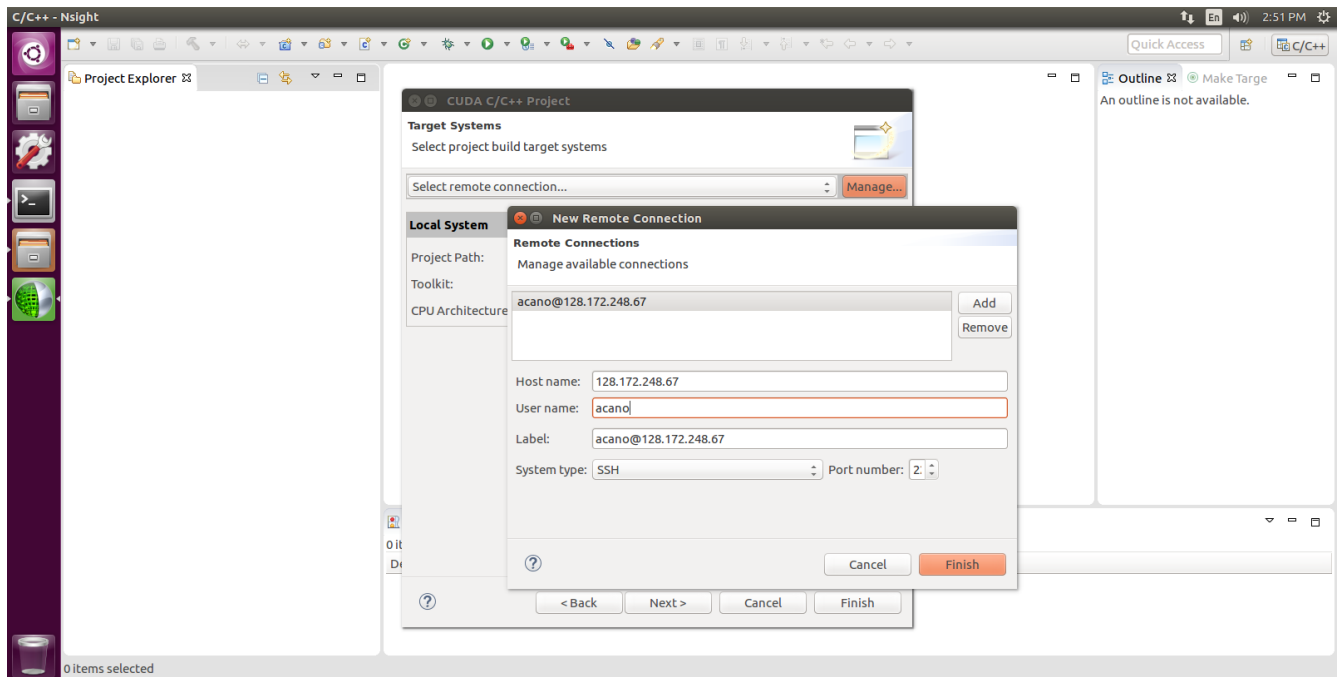 C/C++ - Nsight
En
2:51 PM
Quick Access
C/C++
Project Explorer
Outline
Make Targe
An outline is not available.
CUDA C/C++ Project
Target Systems
Select project build target systems
Select remote connection...
Manage...
Local System
Project Path:
Toolkit:
CPU Architecture
New Remote Connection
Remote Connections
Manage available connections
acano@128.172.248.67
Add
Remove
Host name: 128.172.248.67
User name: acano
Label: acano@128.172.248.67
System type: SSH
Port number: 2
Cancel
Finish
< Back
Next >
Cancel
Finish
0 it
De
0 items selected